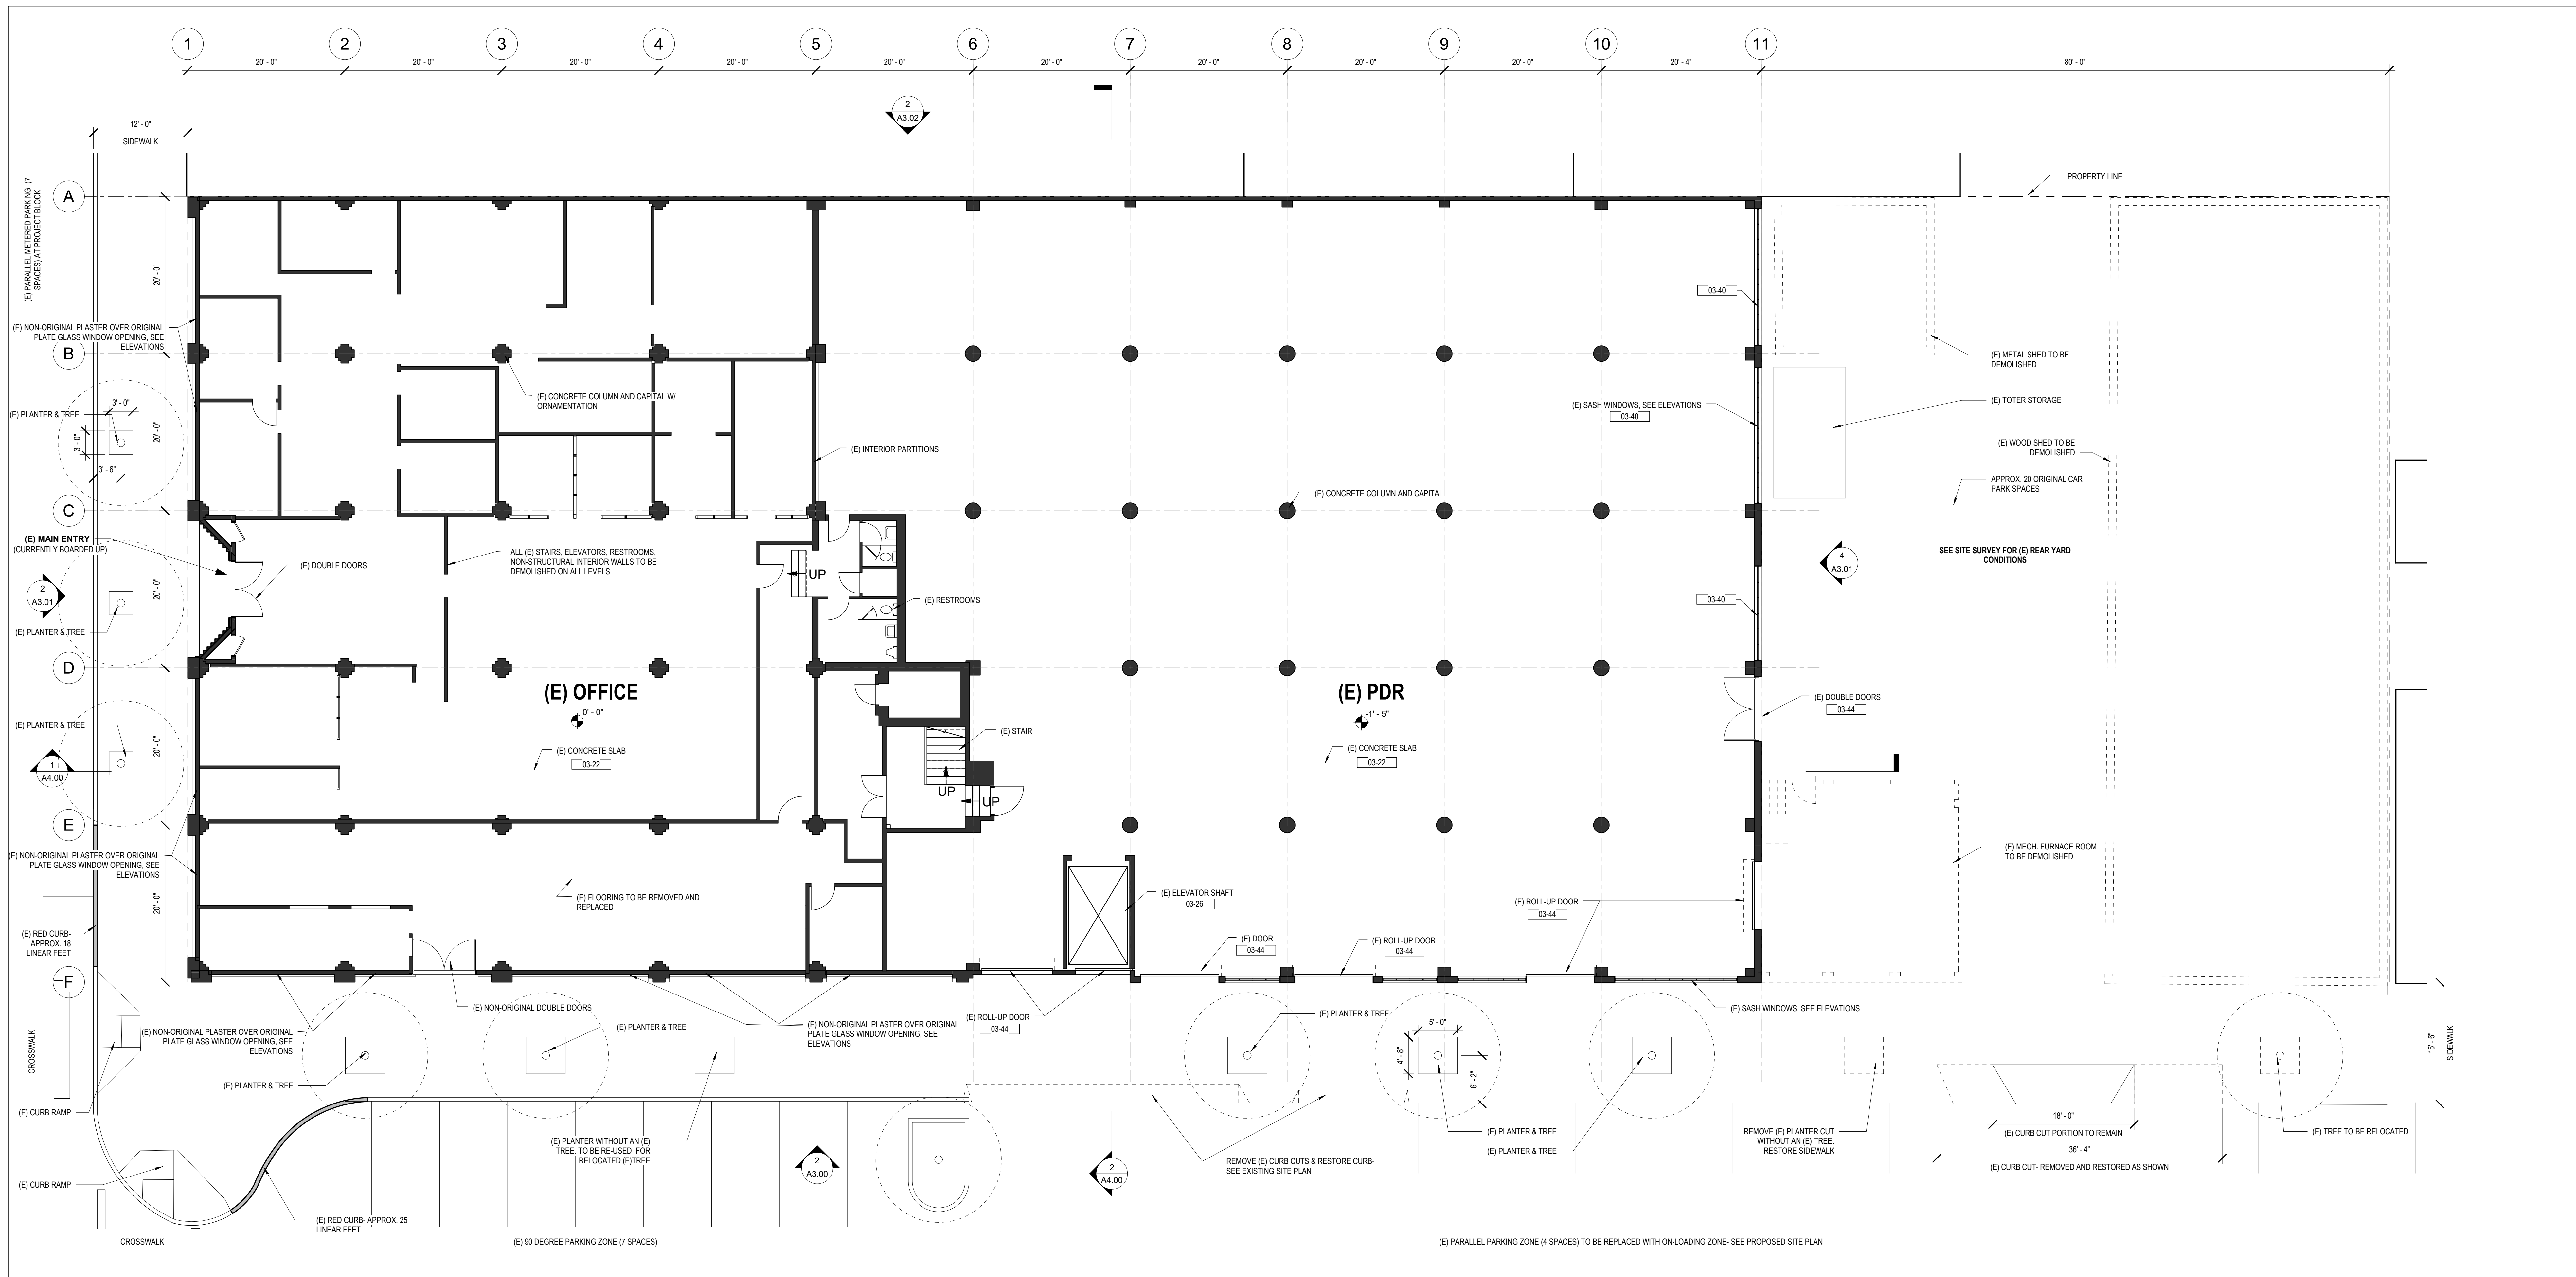 1
2
3
4
5
6
7
8
9
10
11
20' - 0"
20' - 0"
20' - 0"
20' - 0"
20' - 0"
20' - 0"
20' - 0"
20' - 0"
20' - 0"
20' - 4"
80' - 0"
2
A3.02
12' - 0"
SIDEWALK
(E) PARALLEL METERED PARKING (7
SPACES) AT PROJECT BLOCK
A
B
C
D
E
F
20' - 0"
20' - 0"
20' - 0"
20' - 0"
20' - 0"
PROPERTY LINE
03-40
(E) NON-ORIGINAL PLASTER OVER ORIGINAL
PLATE GLASS WINDOW OPENING, SEE
ELEVATIONS
(E) METAL SHED TO BE
DEMOLISHED
(E) CONCRETE COLUMN AND CAPITAL W/
ORNAMENTATION
(E) TOTER STORAGE
(E) SASH WINDOWS, SEE ELEVATIONS
03-40
3' - 0"
(E) PLANTER & TREE
3' - 0"
3' - 6"
(E) INTERIOR PARTITIONS
(E) WOOD SHED TO BE
DEMOLISHED
APPROX. 20 ORIGINAL CAR
PARK SPACES
(E) CONCRETE COLUMN AND CAPITAL
(E) MAIN ENTRY
(CURRENTLY BOARDED UP)
ALL (E) STAIRS, ELEVATORS, RESTROOMS,
NON-STRUCTURAL INTERIOR WALLS TO BE
DEMOLISHED ON ALL LEVELS
(E) DOUBLE DOORS
UP
SEE SITE SURVEY FOR (E) REAR YARD
CONDITIONS
4
A3.01
2
A3.01
(E) RESTROOMS
03-40
(E) PLANTER & TREE
(E) OFFICE
0' - 0"
(E) PDR
-1' - 5"
(E) DOUBLE DOORS
03-44
(E) PLANTER & TREE
1
A4.00
(E) STAIR
(E) CONCRETE SLAB
03-22
(E) CONCRETE SLAB
03-22
UP
UP
(E) NON-ORIGINAL PLASTER OVER ORIGINAL
PLATE GLASS WINDOW OPENING, SEE
ELEVATIONS
(E) MECH. FURNACE ROOM
TO BE DEMOLISHED
(E) FLOORING TO BE REMOVED AND
REPLACED
(E) ELEVATOR SHAFT
03-26
(E) ROLL-UP DOOR
03-44
(E) RED CURB-
APPROX. 18
LINEAR FEET
(E) DOOR
03-44
(E) ROLL-UP DOOR
03-44
(E) NON-ORIGINAL DOUBLE DOORS
(E) SASH WINDOWS, SEE ELEVATIONS
(E) NON-ORIGINAL PLASTER OVER ORIGINAL
PLATE GLASS WINDOW OPENING, SEE
ELEVATIONS
(E) PLANTER & TREE
(E) NON-ORIGINAL PLASTER OVER ORIGINAL
PLATE GLASS WINDOW OPENING, SEE
ELEVATIONS
(E) ROLL-UP DOOR
03-44
(E) PLANTER & TREE
5' - 0"
4' - 8"
6' - 2"
15' - 6"
SIDEWALK
CROSSWALK
(E) PLANTER & TREE
(E) CURB RAMP
(E) PLANTER WITHOUT AN (E)
TREE. TO BE RE-USED FOR
RELOCATED (E)TREE
(E) PLANTER & TREE
(E) PLANTER & TREE
REMOVE (E) PLANTER CUT
WITHOUT AN (E) TREE.
RESTORE SIDEWALK
18' - 0"
(E) CURB CUT PORTION TO REMAIN
36' - 4"
(E) CURB CUT- REMOVED AND RESTORED AS SHOWN
(E) TREE TO BE RELOCATED
2
A3.00
2
A4.00
REMOVE (E) CURB CUTS & RESTORE CURB-
SEE EXISTING SITE PLAN
(E) CURB RAMP
(E) RED CURB- APPROX. 25
LINEAR FEET
CROSSWALK
(E) 90 DEGREE PARKING ZONE (7 SPACES)
(E) PARALLEL PARKING ZONE (4 SPACES) TO BE REPLACED WITH ON-LOADING ZONE- SEE PROPOSED SITE PLAN